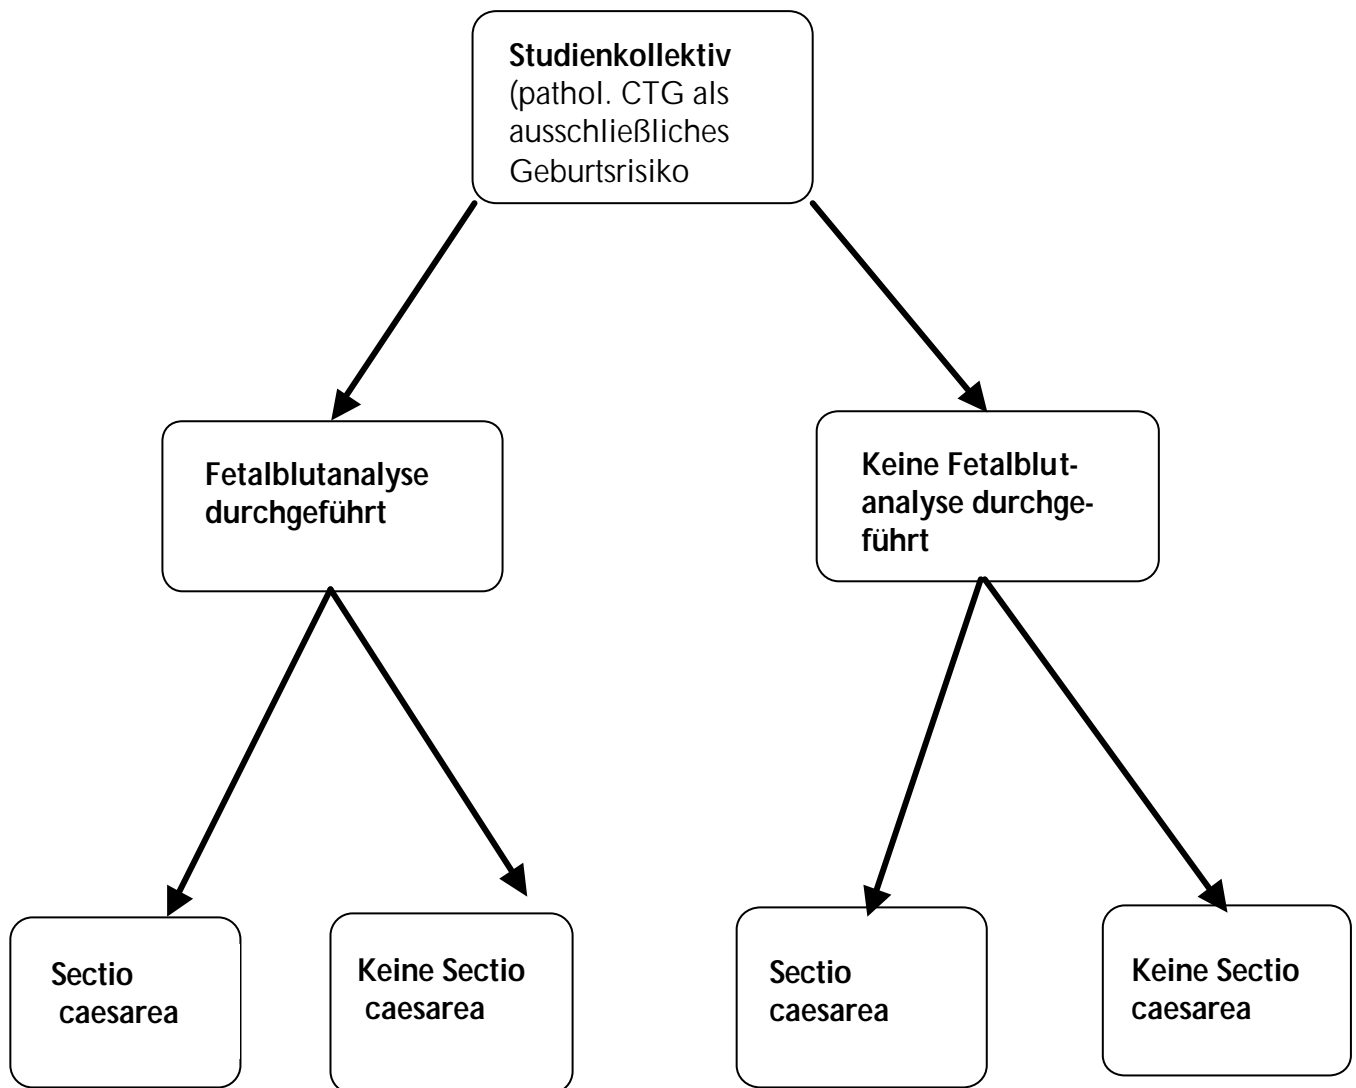 Studienkollektiv
(pathol. CTG als
ausschließliches
Geburtsrisiko
Fetalblutanalyse
durchgeführt
Keine Fetalblut-
analyse durchge-
führt
Sectio
caesarea
Keine Sectio
caesarea
Sectio
caesarea
Keine Sectio
caesarea